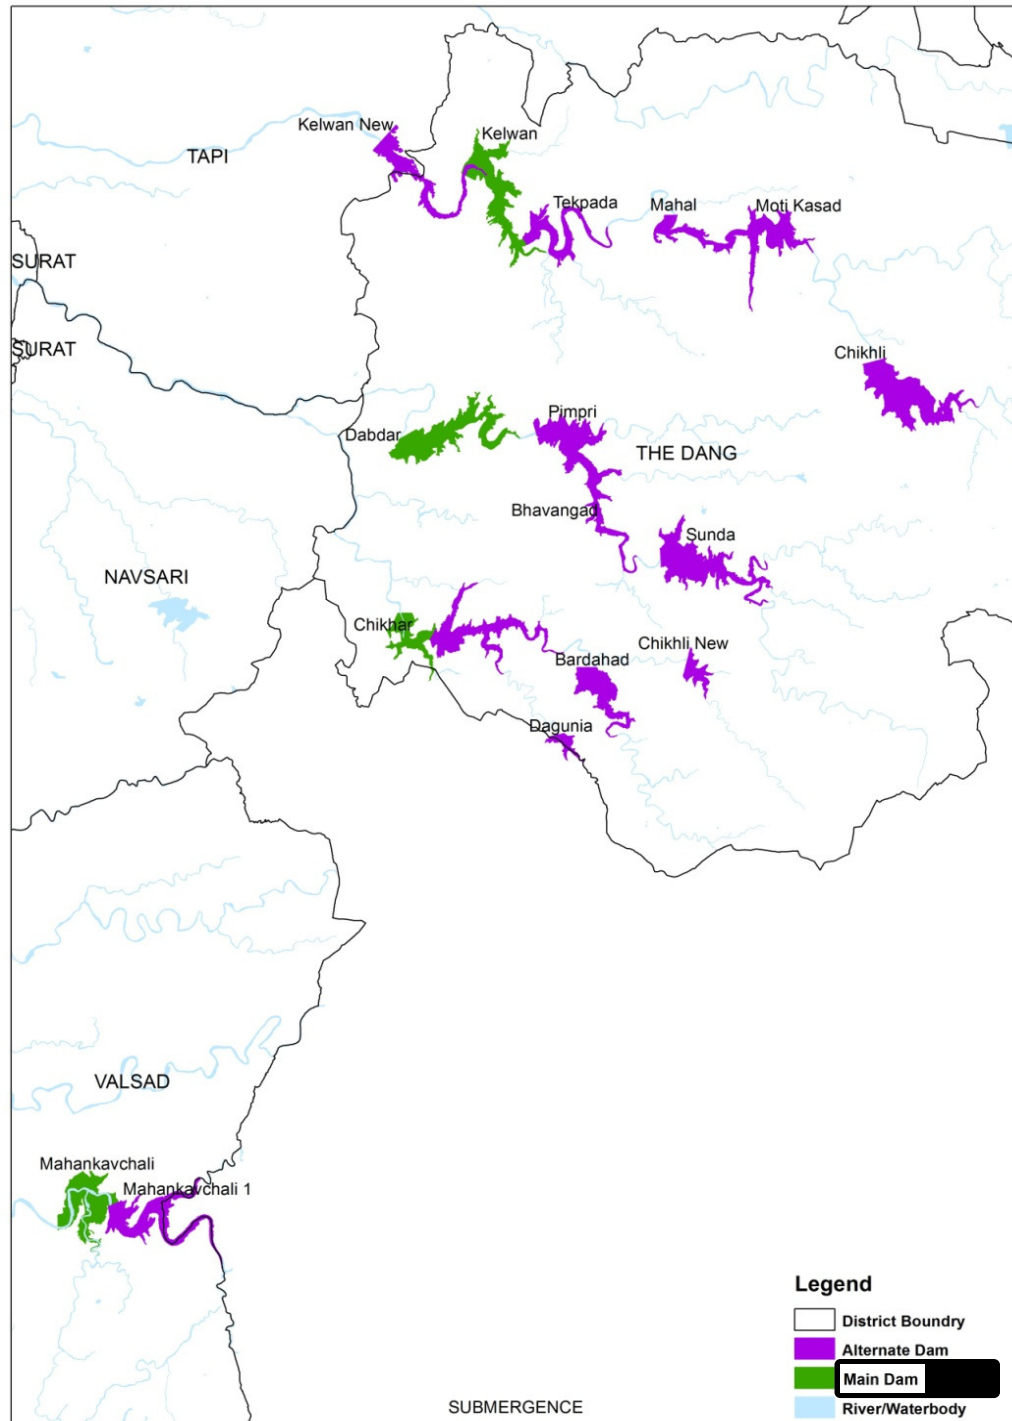 Kelwan New
Kelwan
TAPI
Tekpada
Mahal
Moti Kasad
SURAT
SURAT
Chikhli
Dabdar
Pimpri
THE DANG
Bhavangad
Sunda
NAVSARI
Chikhar
Chikhli New
Bardahad
Dagunia
VALSAD
Mahankavchali
Mahankavchali 1
Legend
District Boundry
Alternate Dam
Main Dam
River/Waterbody
SUBMERGENCE